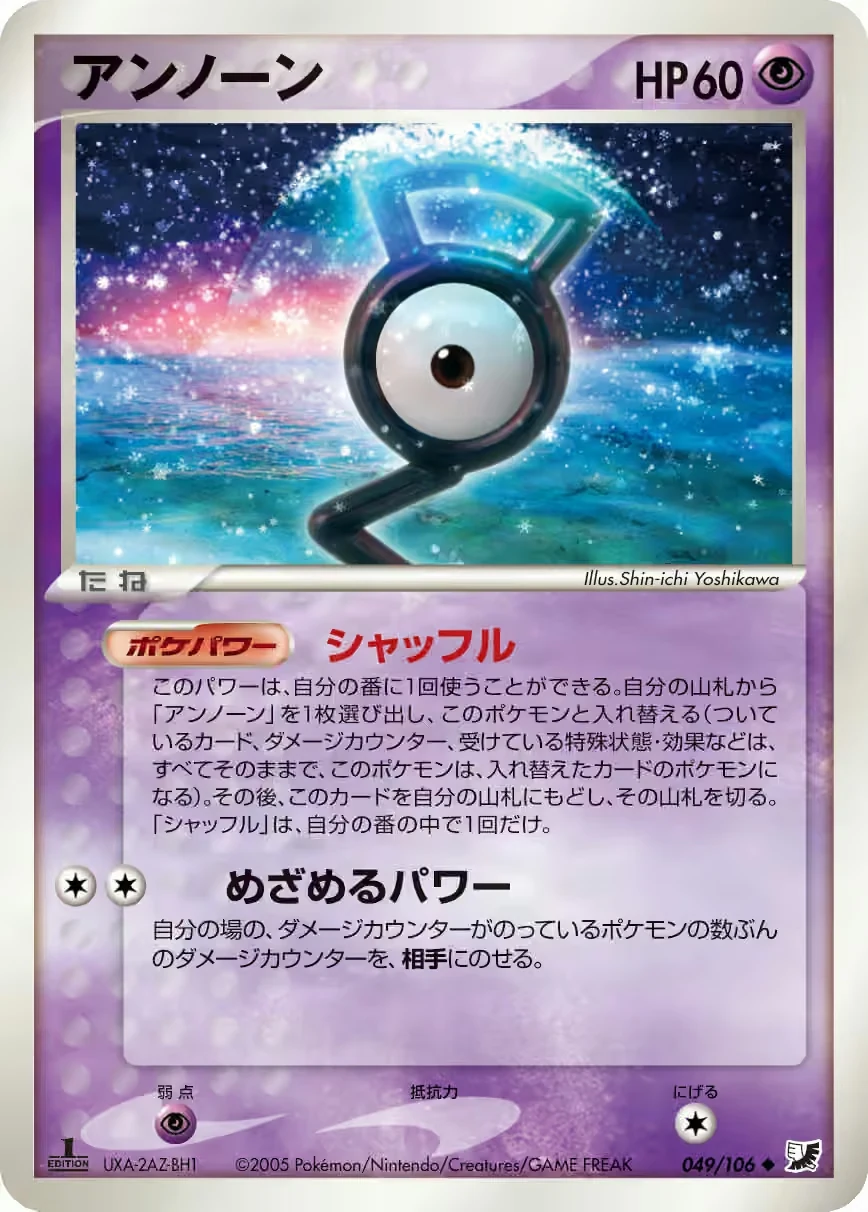 アンノーン HP60
たね Illus.Shin-ichi Yoshikawa
ポケパワー シャッフル
このパワーは、自分の番に1回使うことができる。自分の山札から
「アンノーン」を1枚選び出し、このポケモンと入れ替える(ついて
いるカード、ダメージカウンター、受けている特殊状態・効果などは、
すべてそのままで、このポケモンは、入れ替えたカードのポケモンに
なる)。その後、このカードを自分の山札にもどし、その山札を切る。
「シャッフル」は、自分の番の中で1回だけ。
めざめるパワー
自分の場の、ダメージカウンターがのっているポケモンの数ぶん
のダメージカウンターを、相手にのせる。
弱点 抵抗力 にげる
1 EDITION UXA-2AZ-BH1 ©2005 Pokémon/Nintendo/Creatures/GAME FREAK 049/106 ◆